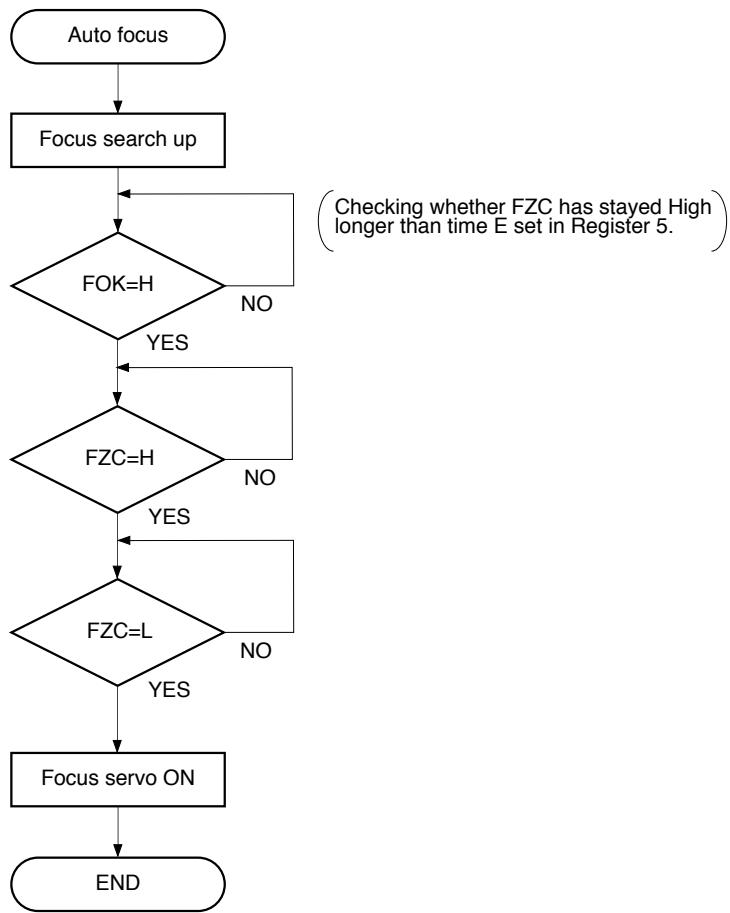 Auto focus
Focus search up
Checking whether FZC has stayed High
longer than time E set in Register 5.
FOK=H
NO
YES
FZC=H
NO
YES
FZC=L
NO
YES
Focus servo ON
END